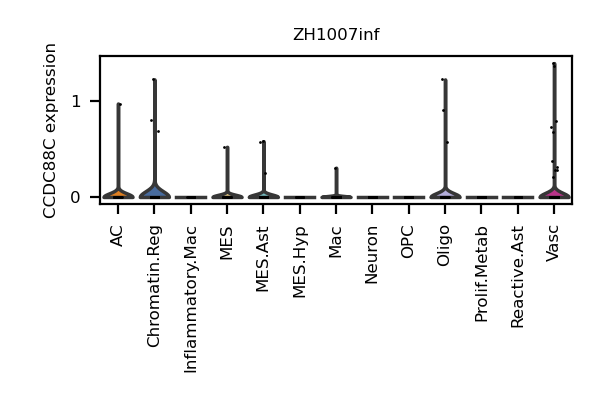 ZH1007inf
CCDC88C expression
1
0
AC
Chromatin.Reg
Inflammatory.Mac
MES
MES.Ast
MES.Hyp
Mac
Neuron
OPC
Oligo
Prolif.Metab
Reactive.Ast
Vasc